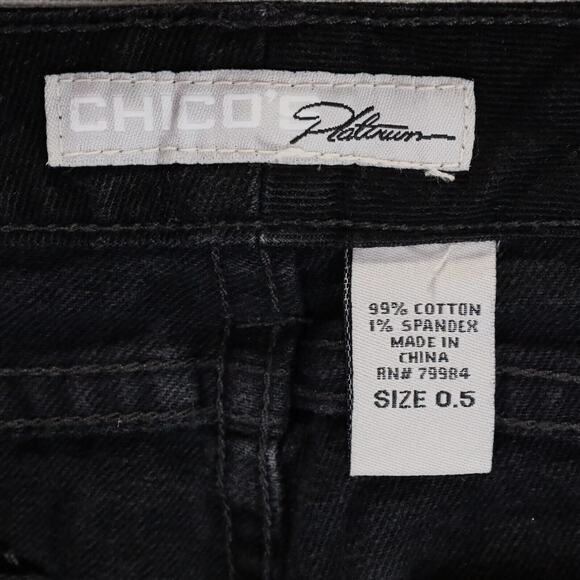 CHICO'S Platinum
99% COTTON
1% SPANDEX
MADE IN
CHINA
RN# 79984
SIZE 0.5